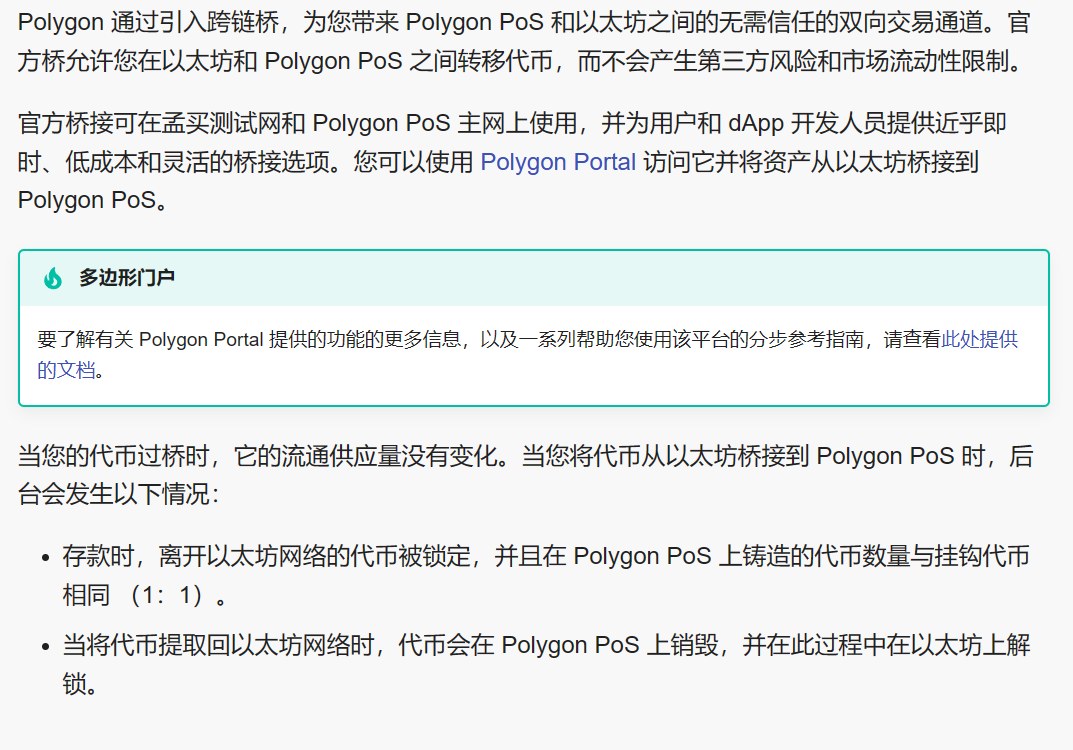 Polygon 通过引入跨链桥，为您带来 Polygon PoS 和以太坊之间的无需信任的双向交易通道。官
方桥允许您在以太坊和 Polygon PoS 之间转移代币，而不会产生第三方风险和市场流动性限制。
官方桥接可在孟买测试网和 Polygon PoS 主网上使用，并为用户和 dApp 开发人员提供近乎即
时、低成本和灵活的桥接选项。您可以使用 Polygon Portal 访问它并将资产从以太坊桥接到
Polygon PoS。
多边形门户
要了解有关 Polygon Portal 提供的功能的更多信息，以及一系列帮助您使用该平台的分步参考指南，请查看此处提供
的文档。
当您的代币过桥时，它的流通供应量没有变化。当您将代币从以太坊桥接到 Polygon PoS 时，后
台会发生以下情况：
• 存款时，离开以太坊网络的代币被锁定，并且在 Polygon PoS 上铸造的代币数量与挂钩代币
相同 （1：1）。
• 当将代币提取回以太坊网络时，代币会在 Polygon PoS 上销毁，并在此过程中在以太坊上解
锁。